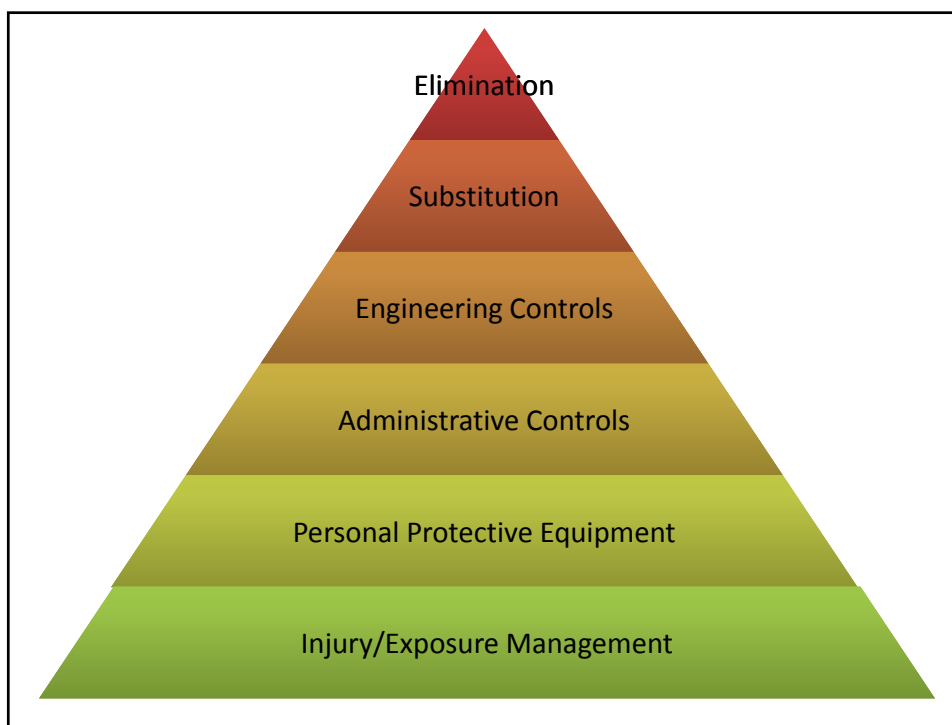 Elimination
Substitution
Engineering Controls
Administrative Controls
Personal Protective Equipment
Injury/Exposure Management